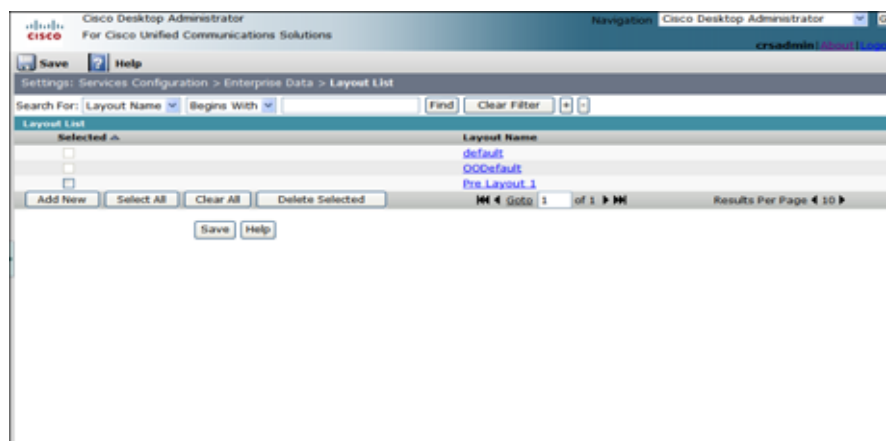 Cisco Desktop Administrator
For Cisco Unified Communications Solutions
CISCO
Navigation Cisco Desktop Administrator G
crsadmin|About|Logo
Save Help
Settings: Services Configuration > Enterprise Data > Layout List
Search For: Layout Name Begins With Find Clear Filter + -
Layout List
Selected Layout Name
default
OODefault
Pre Layout 1
Add New Select All Clear All Delete Selected Goto 1 of 1 Results Per Page 10
Save Help